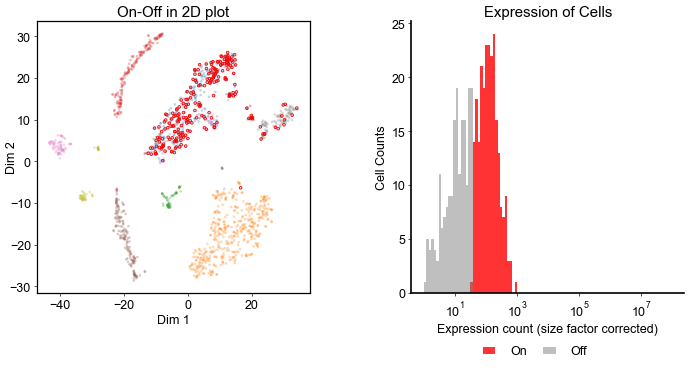 On-Off in 2D plot
Dim 2
30
20
10
0
−10
−20
−30
−40
−20
0
20
Dim 1
Expression of Cells
Cell Counts
25
20
15
10
5
0
10^1
10^3
10^5
10^7
Expression count (size factor corrected)
On
Off